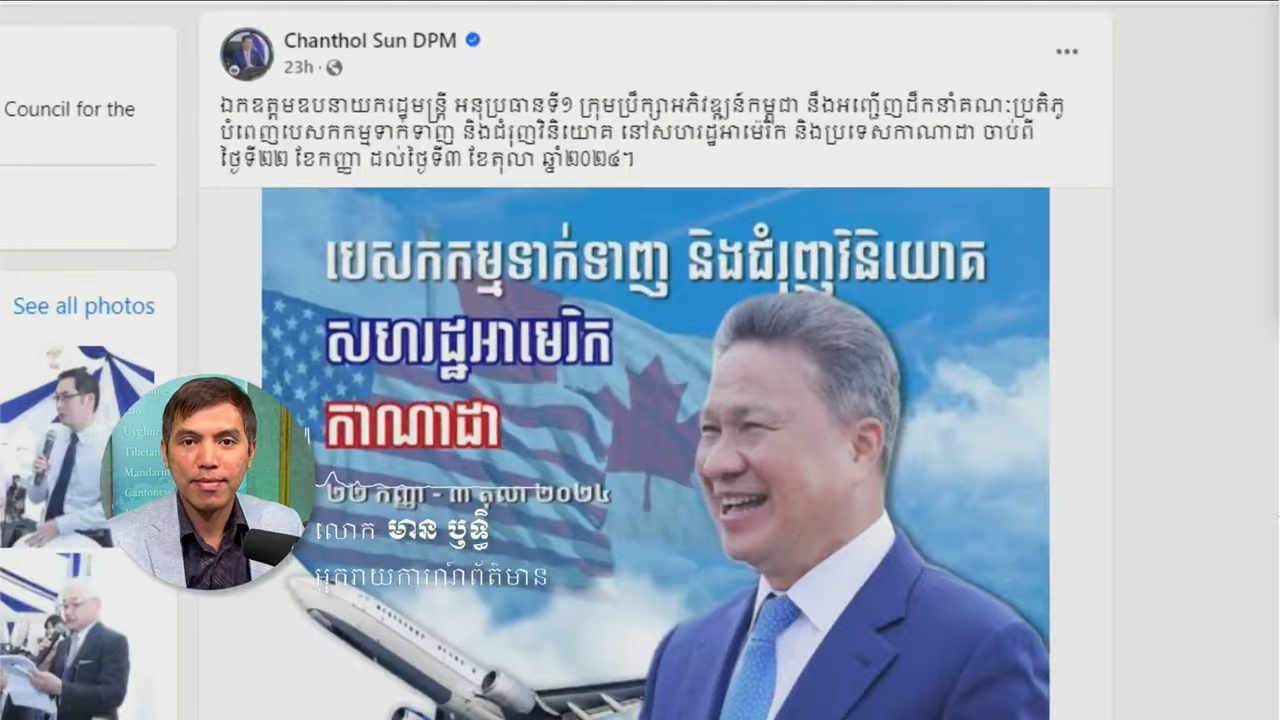 Chanthol Sun DPM
23h ·
ឯកឧត្តមឧបនាយករដ្ឋមន្ត្រី អនុប្រធានទី១ ក្រុមប្រឹក្សាអភិវឌ្ឍន៍កម្ពុជា នឹងអញ្ជើញដឹកនាំគណៈប្រតិភូ
បំពេញបេសកកម្មទាក់ទាញ និងជំរុញវិនិយោគ នៅសហរដ្ឋអាម៉េរិក និងប្រទេសកាណាដា ចាប់ពី
ថ្ងៃទី២២ ខែកញ្ញា ដល់ថ្ងៃទី៣ ខែតុលា ឆ្នាំ២០២៤។
Council for the
See all photos
បេសកកម្មទាក់ទាញ និងជំរុញវិនិយោគ
សហរដ្ឋអាមេរិក
កាណាដា
២២ កញ្ញា - ៣ តុលា ២០២៤
Uyghur
Tibetan
Mandarin
Cantonese
លោក មាន ឫទ្ធិ
អ្នករាយការណ៍ព័ត៌មាន